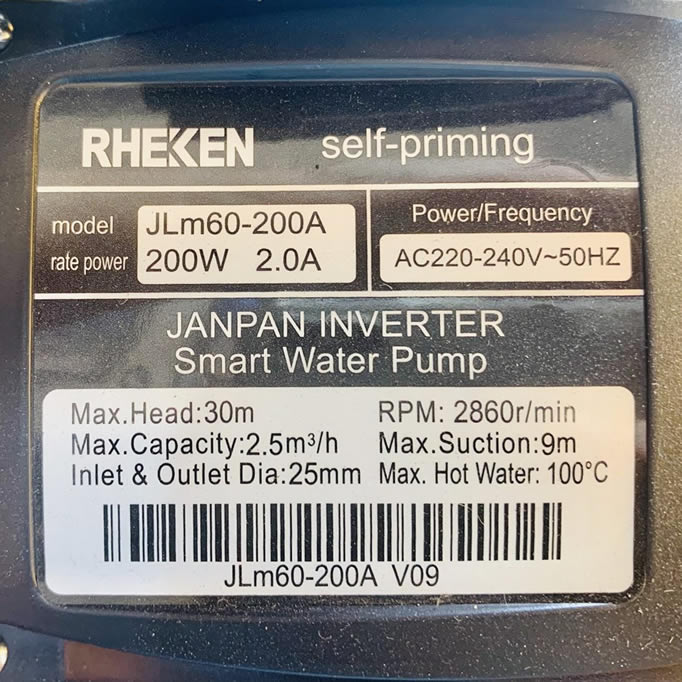 RHEKEN self-priming
model JLm60-200A
rate power 200W 2.0A
Power/Frequency
AC220-240V~50HZ
JANPAN INVERTER
Smart Water Pump
Max.Head:30m RPM: 2860r/min
Max.Capacity:2.5m³/h Max.Suction:9m
Inlet & Outlet Dia:25mm Max. Hot Water: 100°C
JLm60-200A V09